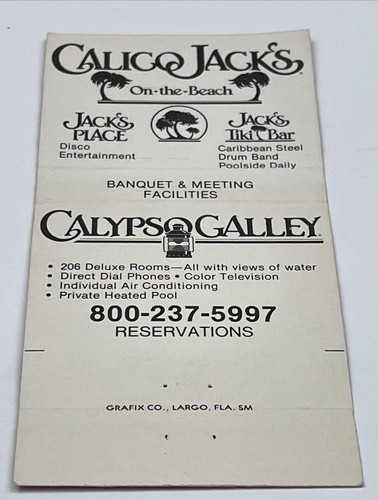 CALICO JACK'S
On-the-Beach
JACK'S PLACE
Disco
Entertainment
JACK'S
Tiki Bar
Caribbean Steel
Drum Band
Poolside Daily
BANQUET & MEETING
FACILITIES
CALYPSO GALLEY
• 206 Deluxe Rooms—All with views of water
• Direct Dial Phones • Color Television
• Individual Air Conditioning
• Private Heated Pool
800-237-5997
RESERVATIONS
GRAFIX CO., LARGO, FLA. SM